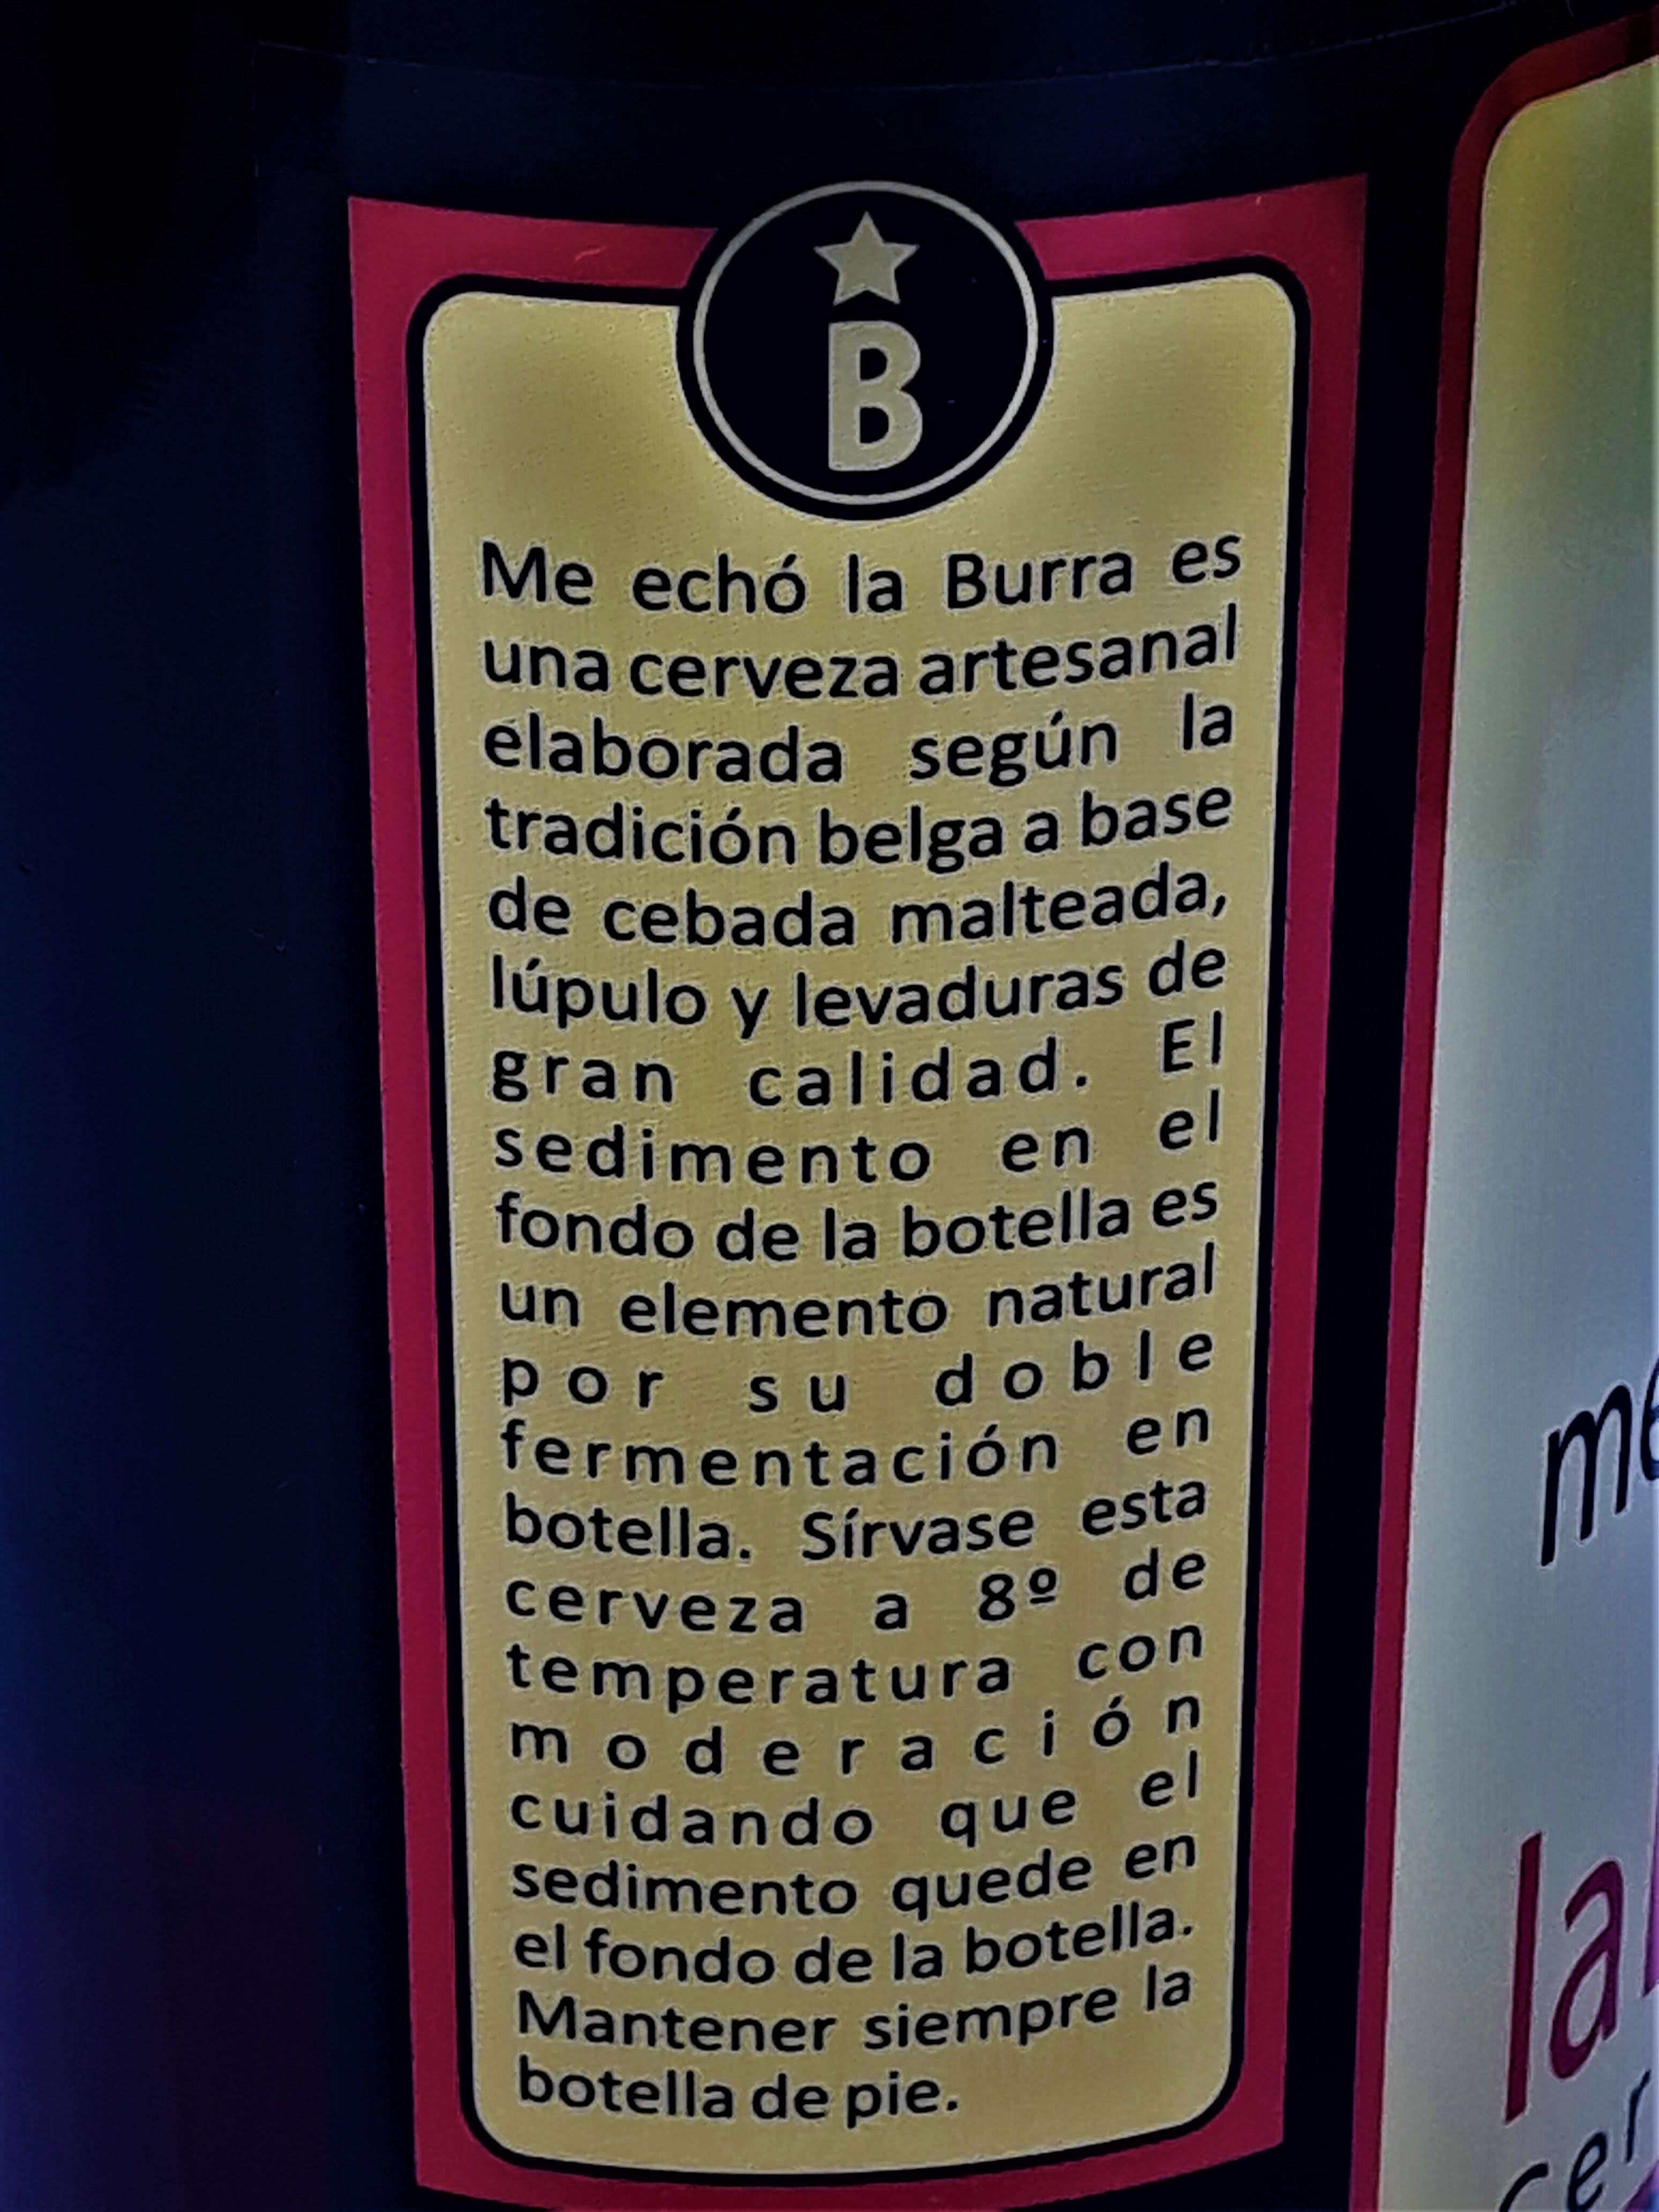 B
Me echó la Burra es
una cerveza artesanal
elaborada según la
tradición belga a base
de cebada malteada,
lúpulo y levaduras de
gran calidad. El
sedimento en el
fondo de la botella es
un elemento natural
por su doble
fermentación en
botella. Sírvase esta
cerveza a 8º de
temperatura con
moderación
cuidando que el
sedimento quede en
el fondo de la botella.
Mantener siempre la
botella de pie.
me
la
cer